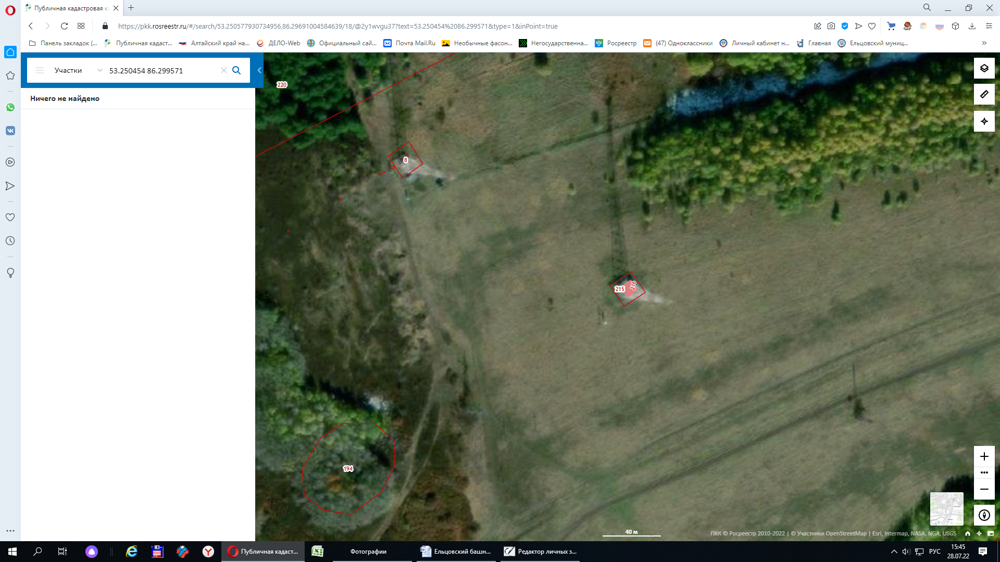 Публичная кадастровая ка
https://pkk.rosreestr.ru/#/search/53.250577930734956,86.29691004584639/18/@2y1wvgu37?text=53.250454%2086.299571&type=1&inPoint=true
Панель закладок (...
Публичная кадаст...
Алтайский край на...
ДЕЛО-Web
Официальный сай...
Почта Mail.Ru
Необычные фасон...
Негосударственна...
Росреестр
(47) Одноклассники
Личный кабинет н...
Главная
Ельцовский муниц...
Участки
53.250454 86.299571
Ничего не найдено
220
8
215
276
194
40 м
ПКК © Росреестр 2010-2022 | © Участники OpenStreetMap | Esri, Intermap, NASA, NGA, USGS
Публичная кадаст...
Фотографии
Ельцовский башн...
Редактор личных з...
РУС
15:45
28.07.22